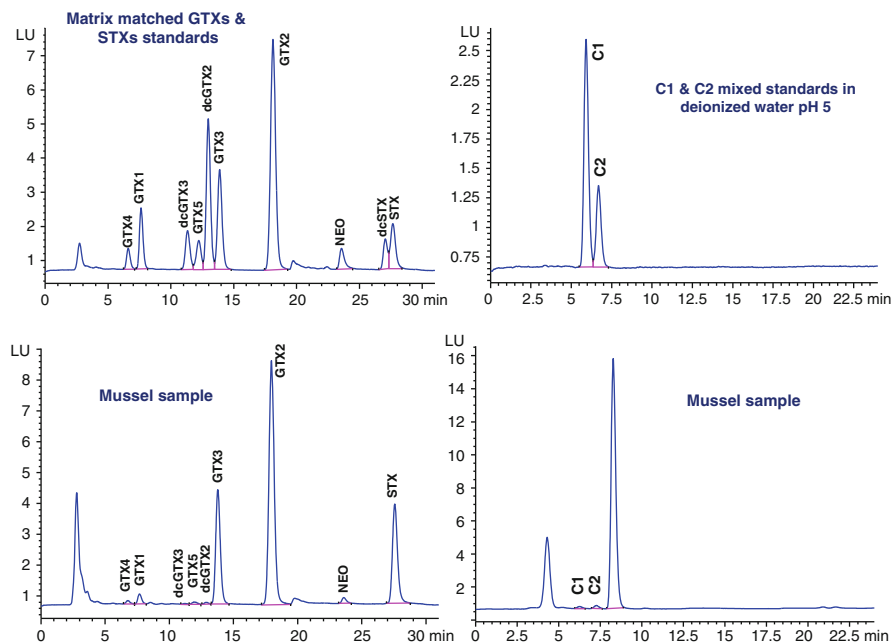 Matrix matched GTXs &
STXs standards
LU
7
6
5
4
3
2
1
GTX4
GTX1
dcGTX3
GTX5
dcGTX2
GTX3
GTX2
NEO
dcSTX
STX
0 5 10 15 20 25 30 min
LU
2.5
2.25
2
1.75
1.5
1.25
1
0.75
C1
C2
C1 & C2 mixed standards in
deionized water pH 5
0 2.5 5 7.5 10 12.5 15 17.5 20 22.5 min
LU
8
7
6
5
4
3
2
1
Mussel sample
GTX4
GTX1
dcGTX3
GTX5
dcGTX2
GTX3
GTX2
NEO
STX
0 5 10 15 20 25 30 min
LU
16
14
12
10
8
6
4
2
Mussel sample
C1
C2
0 2.5 5 7.5 10 12.5 15 17.5 20 22.5 min